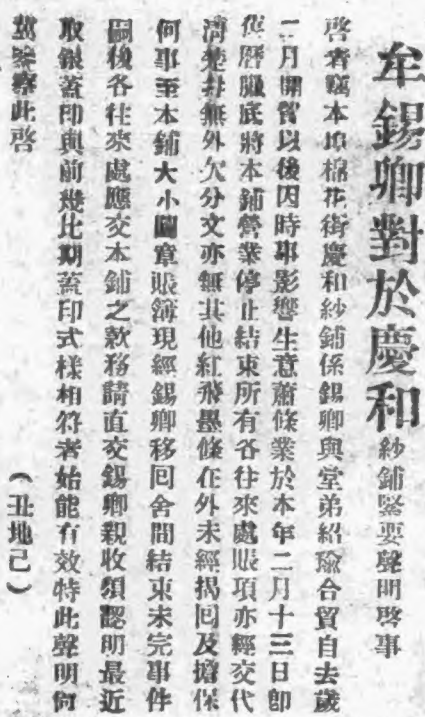 牟錫卿對於慶和紗鋪緊要聲明啓事
啓者竊本埠棉花街慶和紗鋪係錫卿與堂弟紹瑜合貿自去歲
二月開貿以後因時事影響生意蕭條業於本年二月十三日卽
舊曆臘底將本鋪營業停止結束所有各往來處賬項亦經交代
清楚幷無外欠分文亦無其他紅飛墨條在外未經揭回及擔保
何事至本鋪大小圖章賬簿現經錫卿移回舍間結束未完事件
嗣後各往來處應交本鋪之款務請直交錫卿親收須認明最近
取銀蓋印與前幾比期蓋印式樣相符者始能有效特此聲明尙
冀鑒察此啓
（丑地己）